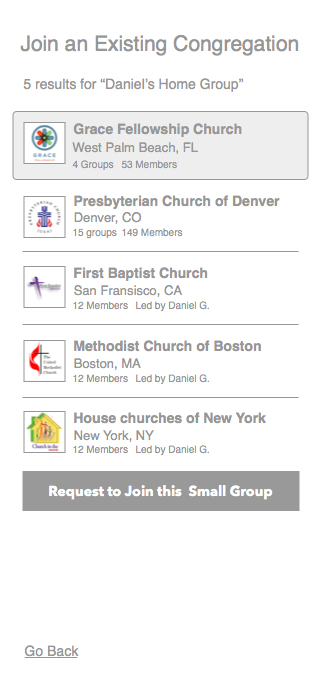 Join an Existing Congregation
5 results for “Daniel’s Home Group”
GRACE
Grace Fellowship Church
West Palm Beach, FL
4 Groups 53 Members
Presbyterian Church of Denver
Denver, CO
15 groups 149 Members
First Baptist Church
San Fransisco, CA
12 Members Led by Daniel G.
The
United
Methodist
Church
Methodist Church of Boston
Boston, MA
12 Members Led by Daniel G.
Church in the
House churches of New York
New York, NY
12 Members Led by Daniel G.
Request to Join this Small Group
Go Back